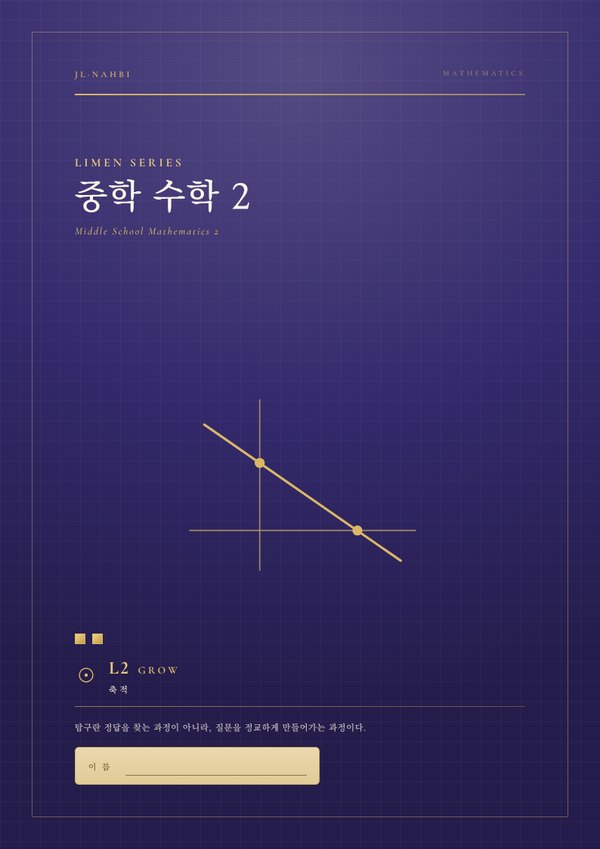 JL·NAHBI
MATHEMATICS
LIMEN SERIES
중학 수학 2
Middle School Mathematics 2
L2 GROW
축적
탐구란 정답을 찾는 과정이 아니라, 질문을 정교하게 만들어가는 과정이다.
이 름